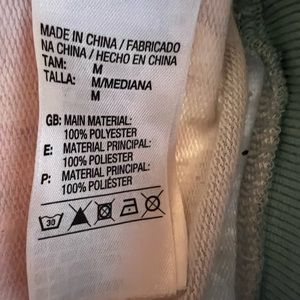 MADE IN CHINA / FABRICADO
NA CHINA / HECHO EN CHINA
TAM: M
TALLA: M/MEDIANA
M
GB: MAIN MATERIAL:
100% POLYESTER
E: MATERIAL PRINCIPAL:
100% POLIÉSTER
P: MATERIAL PRINCIPAL:
100% POLIÉSTER
30